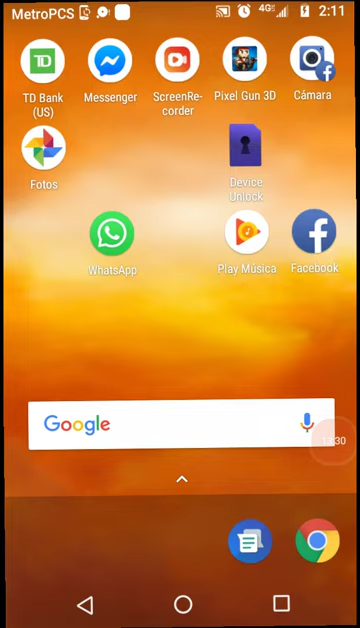 MetroPCS 4G 2:11
TD
TD Bank
(US)
Messenger
ScreenRe-
corder
Pixel Gun 3D
Cámara
Fotos
Device
Unlock
WhatsApp
Play Música
Facebook
Google